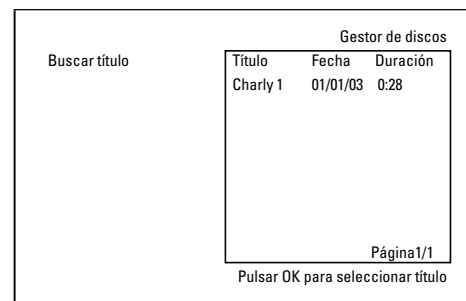 Gestor de discos
Buscar título
Título Fecha Duración
Charly 1 01/01/03 0:28
Página1/1
Pulsar OK para seleccionar título